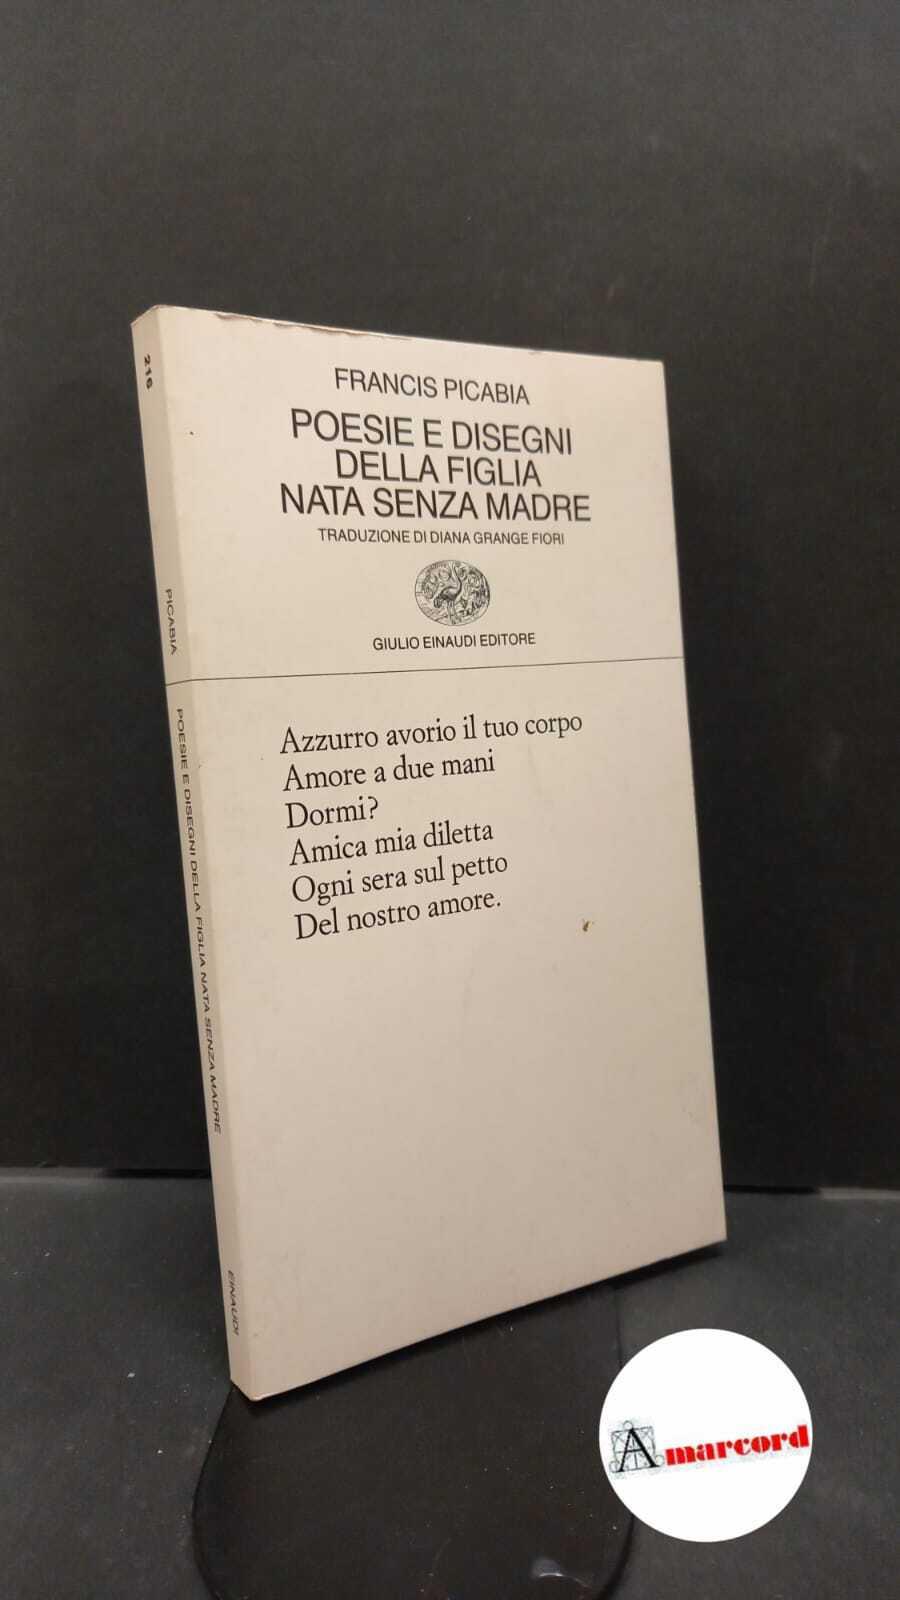 FRANCIS PICABIA
POESIE E DISEGNI
DELLA FIGLIA
NATA SENZA MADRE
TRADUZIONE DI DIANA GRANGE FIORI
GIULIO EINAUDI EDITORE
Azzurro avorio il tuo corpo
Amore a due mani
Dormi?
Amica mia diletta
Ogni sera sul petto
Del nostro amore.
216
PICABIA
POESIE E DISEGNI DELLA FIGLIA NATA SENZA MADRE
EINAUDI
Amarcord